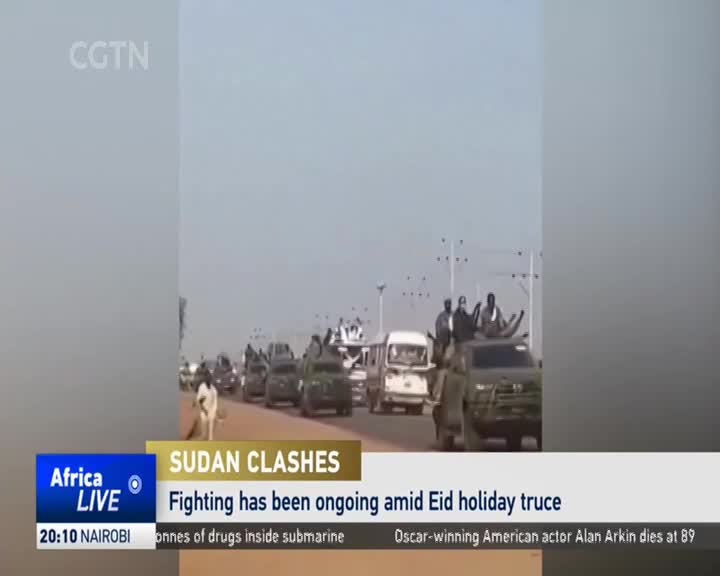 CGTN
SUDAN CLASHES
Africa
LIVE
Fighting has been ongoing amid Eid holiday truce
20:10 NAIROBI
onnes of drugs inside submarine Oscar-winning American actor Alan Arkin dies at 89